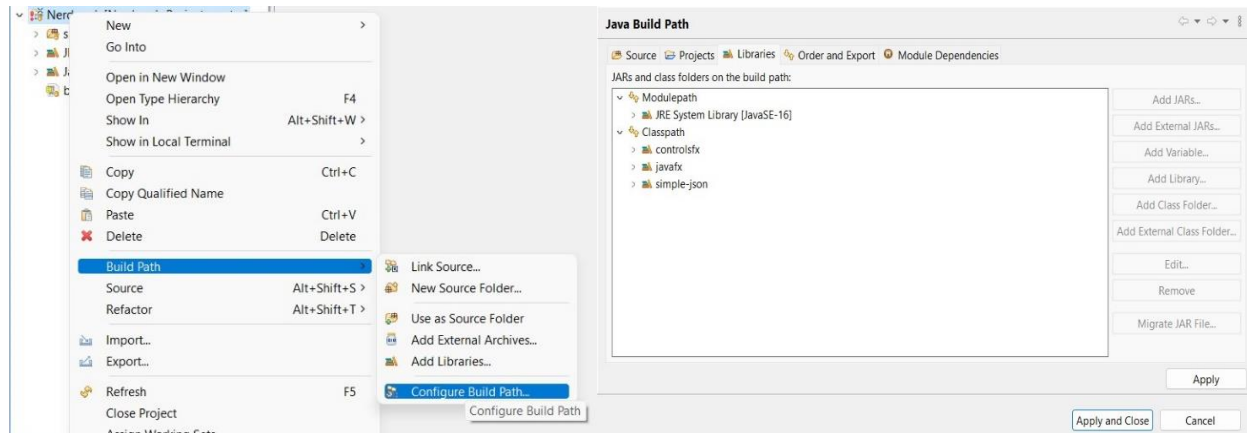 New >
Go Into
Open in New Window
Open Type Hierarchy F4
Show In Alt+Shift+W >
Show in Local Terminal >
Copy Ctrl+C
Copy Qualified Name
Paste Ctrl+V
Delete Delete
Build Path >
Source Alt+Shift+S >
Refactor Alt+Shift+T >
Import...
Export...
Refresh F5
Close Project
Link Source...
New Source Folder...
Use as Source Folder
Add External Archives...
Add Libraries...
Configure Build Path...
Configure Build Path
Java Build Path
Source Projects Libraries Order and Export Module Dependencies
JARs and class folders on the build path:
Modulepath
JRE System Library [JavaSE-16]
Classpath
controlsfx
javafx
simple-json
Add JARs...
Add External JARs...
Add Variable...
Add Library...
Add Class Folder...
Add External Class Folder...
Edit...
Remove
Migrate JAR File...
Apply
Apply and Close Cancel